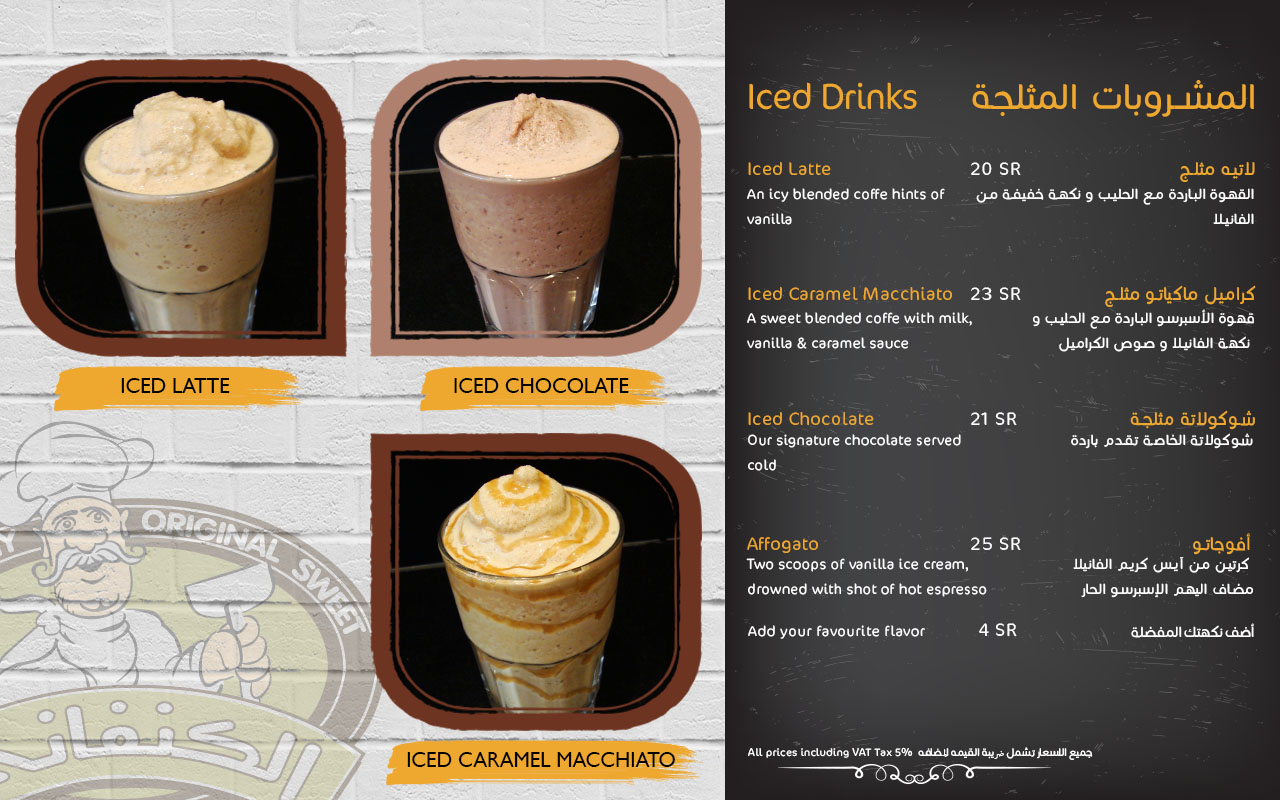 ICED LATTE
ICED CHOCOLATE
ICED CARAMEL MACCHIATO
ORIGINAL SWEET
Iced Drinks المشروبات المثلجة
Iced Latte 20 SR لاتيه مثلج
An icy blended coffe hints of القهوة الباردة مع الحليب و نكهة خفيفة من
vanilla الفانيلا
Iced Caramel Macchiato 23 SR كراميل ماكياتو مثلج
A sweet blended coffe with milk, قهوة الأسبرسو الباردة مع الحليب و
vanilla & caramel sauce نكهة الفانيلا و صوص الكراميل
Iced Chocolate 21 SR شوكولاتة مثلجة
Our signature chocolate served شوكولاتة الخاصة تقدم باردة
cold
Affogato 25 SR أفوجاتو
Two scoops of vanilla ice cream, كرتين من آيس كريم الفانيلا
drowned with shot of hot espresso مضاف اليهم الإسبرسو الحار
Add your favourite flavor 4 SR أضف نكهتك المفضلة
All prices including VAT Tax 5% جميع الاسعار تشمل ضريبة القيمه لاضافه